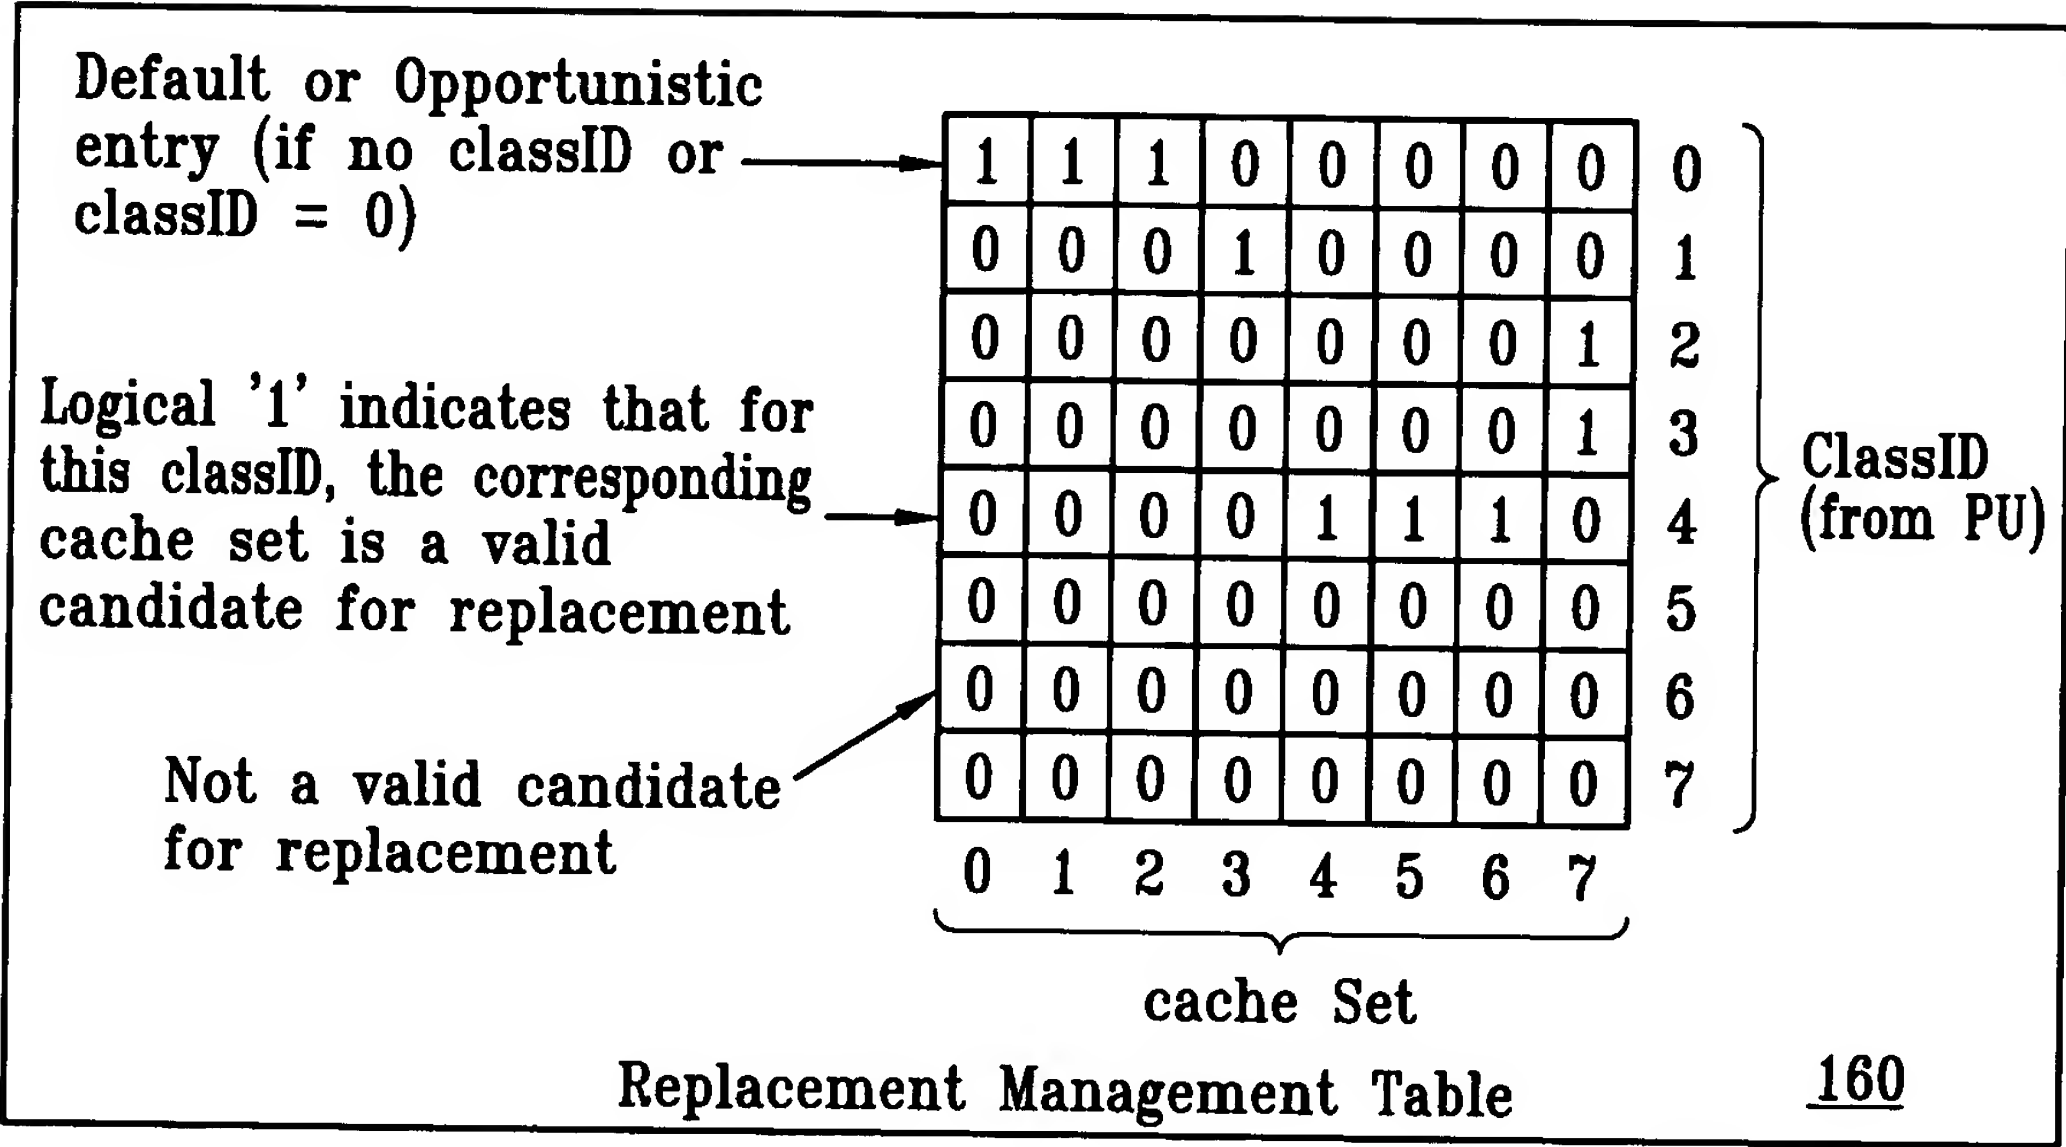 Default or Opportunistic
entry (if no classID or
classID = 0)
1 1 1 0 0 0 0 0 0
0 0 0 1 0 0 0 0 1
0 0 0 0 0 0 0 1 2
Logical '1' indicates that for
this classID, the corresponding
cache set is a valid
candidate for replacement
0 0 0 0 0 0 0 1 3
0 0 0 0 1 1 1 0 4
0 0 0 0 0 0 0 0 5
ClassID
(from PU)
0 0 0 0 0 0 0 0 6
Not a valid candidate
for replacement
0 0 0 0 0 0 0 0 7
0 1 2 3 4 5 6 7
cache Set
Replacement Management Table
160